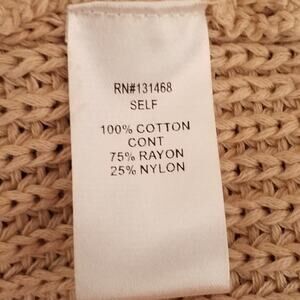 RN#131468
SELF
100% COTTON
CONT
75% RAYON
25% NYLON